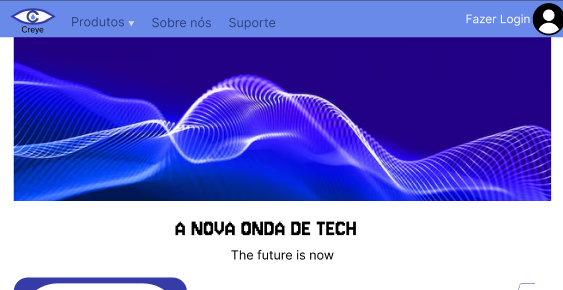 Creye
Produtos Sobre nós Suporte
Fazer Login
A NOVA ONDA DE TECH
The future is now